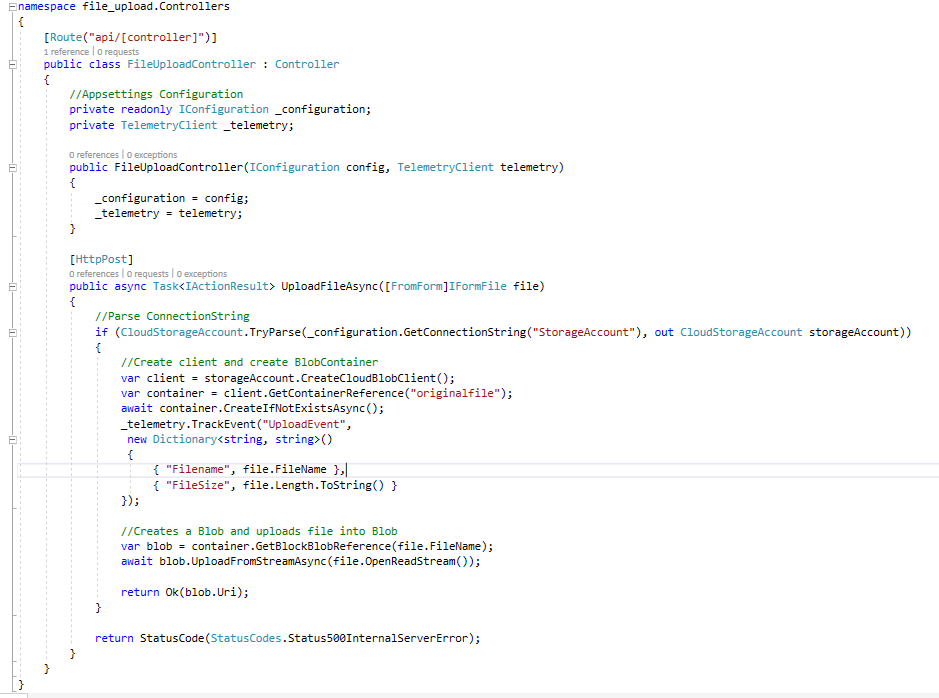 namespace file_upload.Controllers
{
[Route("api/[controller]")]
1 reference | 0 requests
public class FileUploadController : Controller
{
//Appsettings Configuration
private readonly IConfiguration _configuration;
private TelemetryClient _telemetry;
0 references | 0 exceptions
public FileUploadController(IConfiguration config, TelemetryClient telemetry)
{
_configuration = config;
_telemetry = telemetry;
}
[HttpPost]
0 references | 0 requests | 0 exceptions
public async Task<IActionResult> UploadFileAsync([FromForm]IFormFile file)
{
//Parse ConnectionString
if (CloudStorageAccount.TryParse(_configuration.GetConnectionString("StorageAccount"), out CloudStorageAccount storageAccount))
{
//Create client and create BlobContainer
var client = storageAccount.CreateCloudBlobClient();
var container = client.GetContainerReference("originalfile");
await container.CreateIfNotExistsAsync();
_telemetry.TrackEvent("UploadEvent",
new Dictionary<string, string>()
{
{ "Filename", file.FileName },
{ "FileSize", file.Length.ToString() }
});
//Creates a Blob and uploads file into Blob
var blob = container.GetBlockBlobReference(file.FileName);
await blob.UploadFromStreamAsync(file.OpenReadStream());
return Ok(blob.Uri);
}
return StatusCode(StatusCodes.Status500InternalServerError);
}
}
}